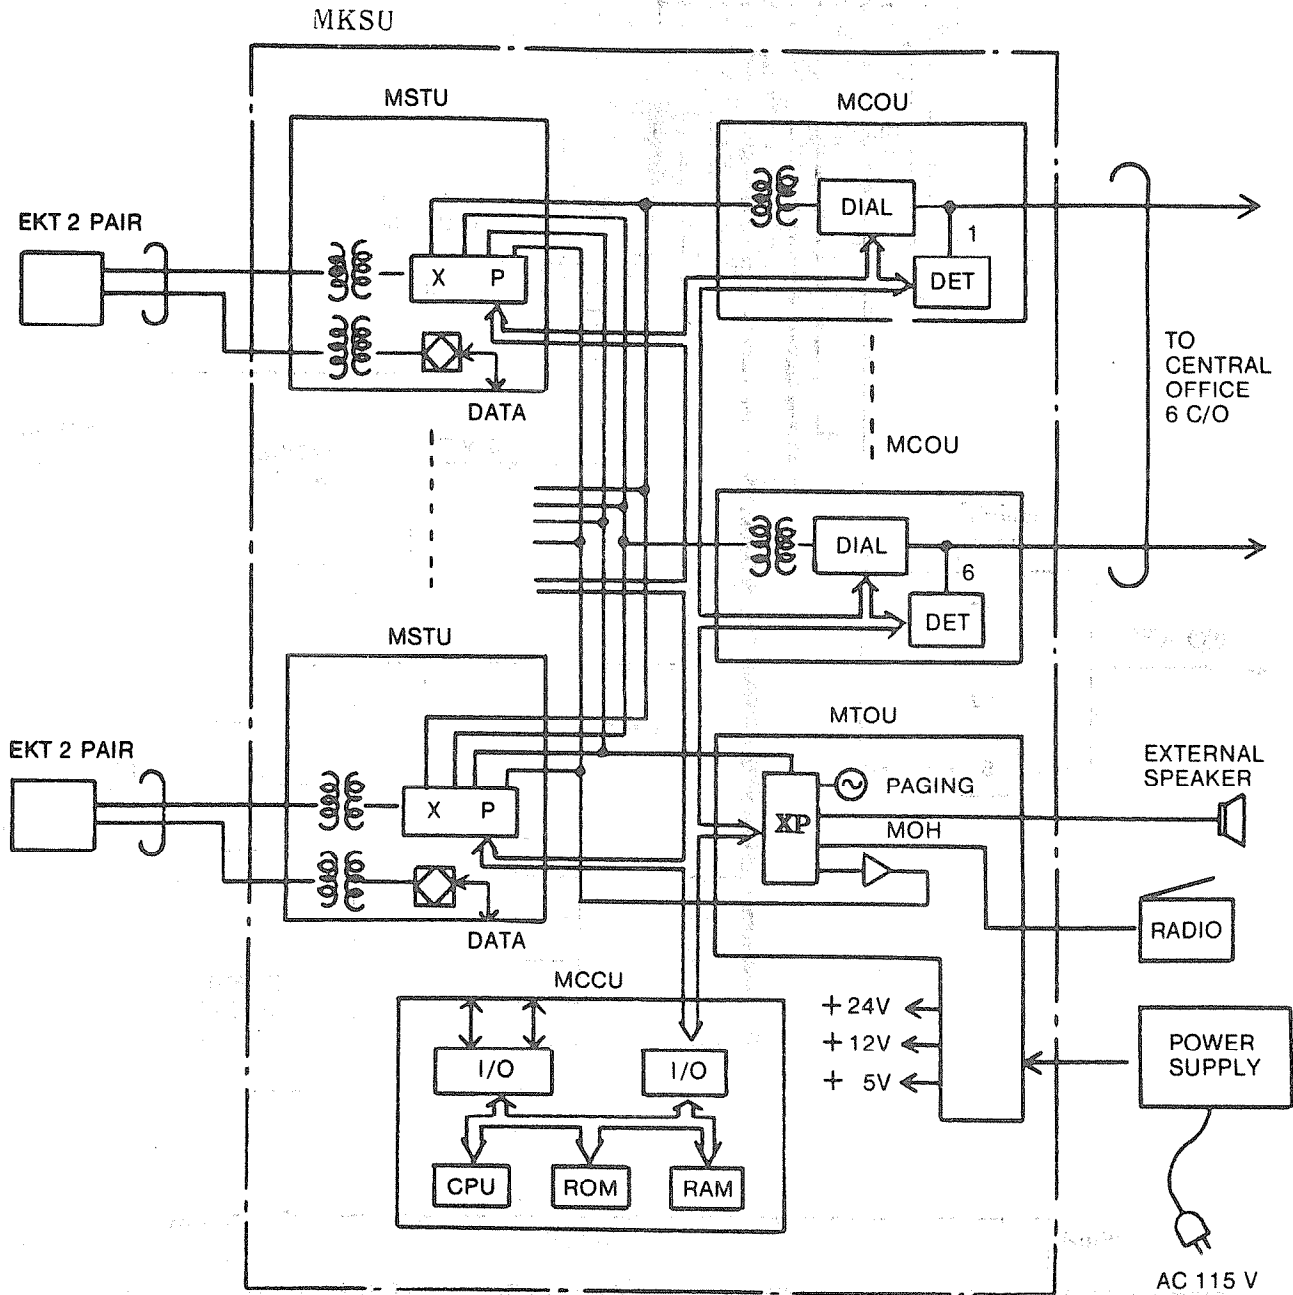 MKSU
MSTU
MCOU
EKT 2 PAIR
X P
DIAL
1
DET
DATA
TO
CENTRAL
OFFICE
6 C/O
MCOU
DIAL
6
DET
MSTU
MTOU
EKT 2 PAIR
X P
DATA
XP
PAGING
MOH
EXTERNAL
SPEAKER
RADIO
MCCU
I/O
I/O
CPU
ROM
RAM
+ 24V
+ 12V
+ 5V
POWER
SUPPLY
AC 115 V